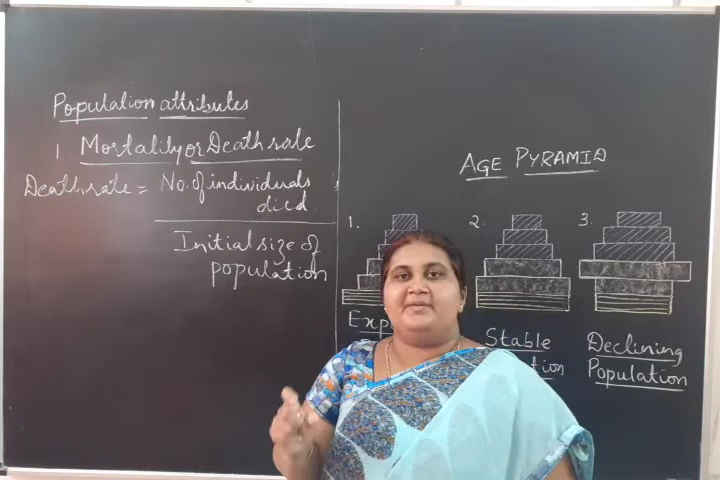 Population attributes
1. Mortality or Death rate
Death rate = No. of individuals
died.
Initial size of
population
AGE PYRAMID
1.
2.
3.
Stable
Declining
Population